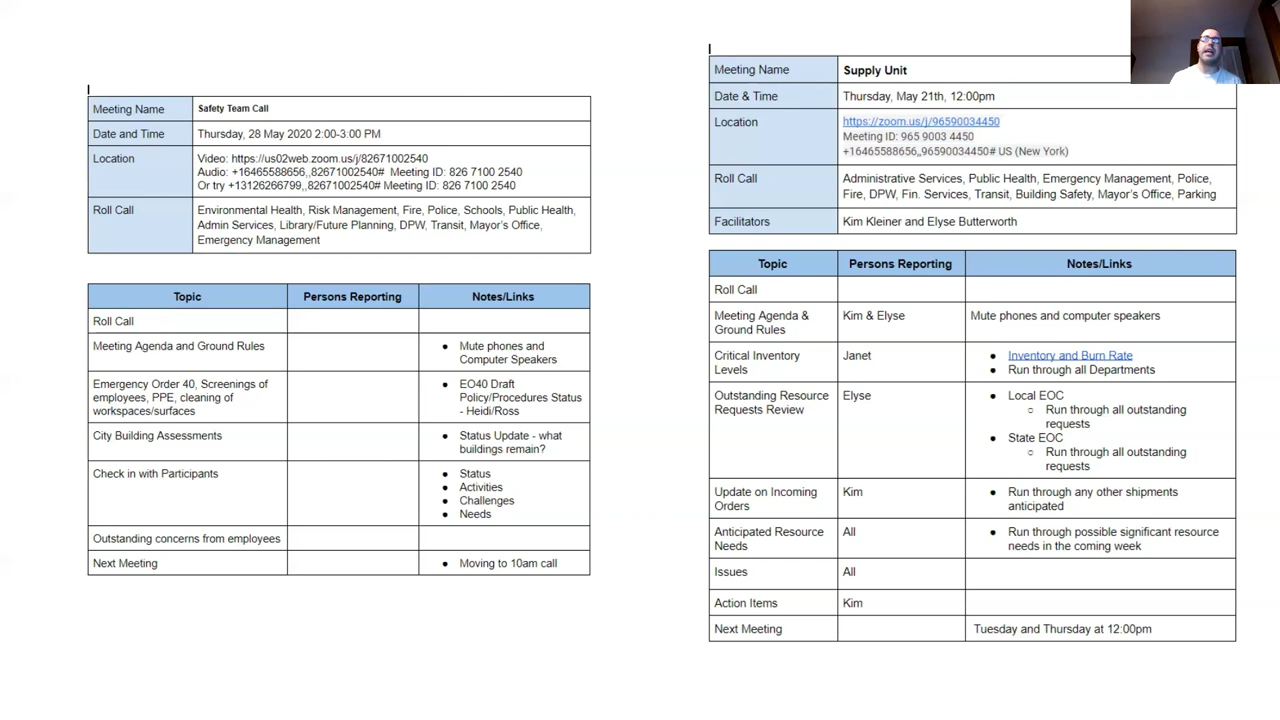 Meeting Name
Safety Team Call
Date and Time
Thursday, 28 May 2020 2:00-3:00 PM
Location
Video: https://us02web.zoom.us/j/82671002540
Audio: +16465588656,,82671002540#  Meeting ID: 826 7100 2540
Or try +13126266799,,82671002540# Meeting ID: 826 7100 2540
Roll Call
Environmental Health, Risk Management, Fire, Police, Schools, Public Health,
Admin Services, Library/Future Planning, DPW, Transit, Mayor's Office,
Emergency Management
Topic
Persons Reporting
Notes/Links
Roll Call
Meeting Agenda and Ground Rules
● Mute phones and
Computer Speakers
Emergency Order 40, Screenings of
employees, PPE, cleaning of
workspaces/surfaces
● EO40 Draft
Policy/Procedures Status
- Heidi/Ross
City Building Assessments
● Status Update - what
buildings remain?
Check in with Participants
● Status
● Activities
● Challenges
● Needs
Outstanding concerns from employees
Next Meeting
● Moving to 10am call
Meeting Name
Supply Unit
Date & Time
Thursday, May 21th, 12:00pm
Location
https://zoom.us/j/96590034450
Meeting ID: 965 9003 4450
+16465588656,,96590034450# US (New York)
Roll Call
Administrative Services, Public Health, Emergency Management, Police,
Fire, DPW, Fin. Services, Transit, Building Safety, Mayor's Office, Parking
Facilitators
Kim Kleiner and Elyse Butterworth
Topic
Persons Reporting
Notes/Links
Roll Call
Meeting Agenda &
Ground Rules
Kim & Elyse
Mute phones and computer speakers
Critical Inventory
Levels
Janet
● Inventory and Burn Rate
● Run through all Departments
Outstanding Resource
Requests Review
Elyse
● Local EOC
○ Run through all outstanding
requests
● State EOC
○ Run through all outstanding
requests
Update on Incoming
Orders
Kim
● Run through any other shipments
anticipated
Anticipated Resource
Needs
All
● Run through possible significant resource
needs in the coming week
Issues
All
Action Items
Kim
Next Meeting
Tuesday and Thursday at 12:00pm